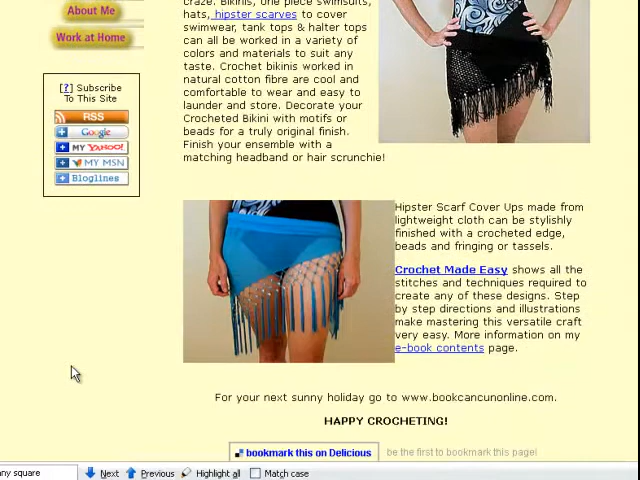 About Me
Work at Home
[?] Subscribe
To This Site
RSS
Google
MY YAHOO!
MY MSN
Bloglines
craze. Bikinis, one piece swimsuits,
hats, hipster scarves to cover
swimwear, tank tops & halter tops
can all be worked in a variety of
colors and materials to suit any
taste. Crochet bikinis worked in
natural cotton fibre are cool and
comfortable to wear and easy to
launder and store. Decorate your
Crocheted Bikini with motifs or
beads for a truly original finish.
Finish your ensemble with a
matching headband or hair scrunchie!
Hipster Scarf Cover Ups made from
lightweight cloth can be stylishly
finished with a crocheted edge,
beads and fringing or tassels.
Crochet Made Easy shows all the
stitches and techniques required to
create any of these designs. Step
by step directions and illustrations
make mastering this versatile craft
very easy. More information on my
e-book contents page.
For your next sunny holiday go to www.bookcancunonline.com.
HAPPY CROCHETING!
bookmark this on Delicious be the first to bookmark this page!
ny square Next Previous Highlight all Match case